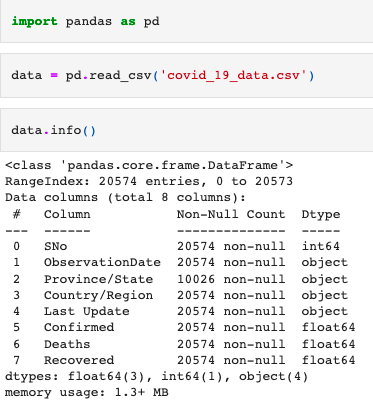 import pandas as pd
data = pd.read_csv('covid_19_data.csv')
data.info()
<class 'pandas.core.frame.DataFrame'>
RangeIndex: 20574 entries, 0 to 20573
Data columns (total 8 columns):
 #   Column           Non-Null Count  Dtype
---  ------           --------------  -----
 0   SNo              20574 non-null  int64
 1   ObservationDate  20574 non-null  object
 2   Province/State   10026 non-null  object
 3   Country/Region   20574 non-null  object
 4   Last Update      20574 non-null  object
 5   Confirmed        20574 non-null  float64
 6   Deaths           20574 non-null  float64
 7   Recovered        20574 non-null  float64
dtypes: float64(3), int64(1), object(4)
memory usage: 1.3+ MB